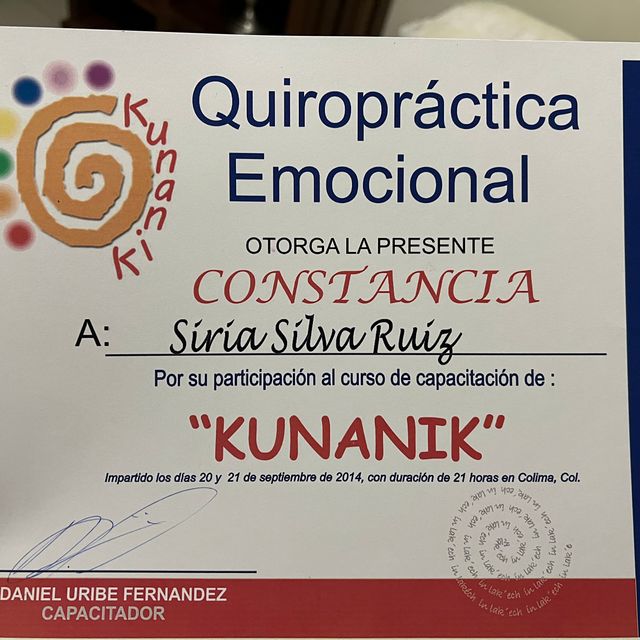 Kunanki
Quiropráctica
Emocional
OTORGA LA PRESENTE
CONSTANCIA
A: Siria Silva Ruiz
Por su participación al curso de capacitación de :
“KUNANIK”
Impartido los días 20 y 21 de septiembre de 2014, con duración de 21 horas en Colima, Col.
DANIEL URIBE FERNANDEZ
CAPACITADOR